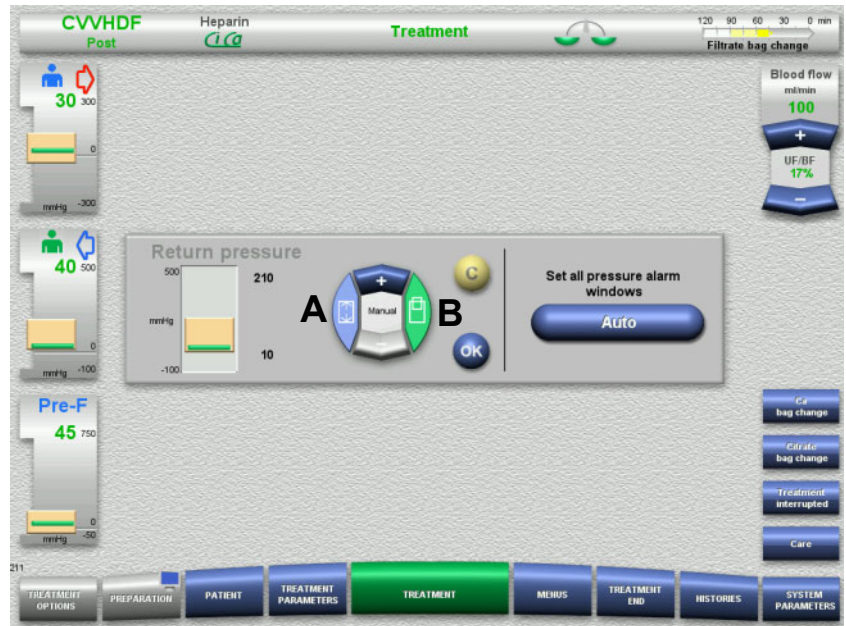 CVVHDF
Post
Heparin
CiCa
Treatment
120 90 60 30 0 min
Filtrate bag change
30 300
0
mmHg -300
Blood flow
ml/min
100
+
UF/BF
17%
−
40 500
0
mmHg -100
Return pressure
500
210
mmHg
10
-100
A
+
Manual
−
B
C
OK
Set all pressure alarm
windows
Auto
Pre-F
45 750
0
mmHg -50
Ca
bag change
Citrate
bag change
Treatment
interrupted
Care
211
TREATMENT
OPTIONS
PREPARATION
PATIENT
TREATMENT
PARAMETERS
TREATMENT
MENUS
TREATMENT
END
HISTORIES
SYSTEM
PARAMETERS